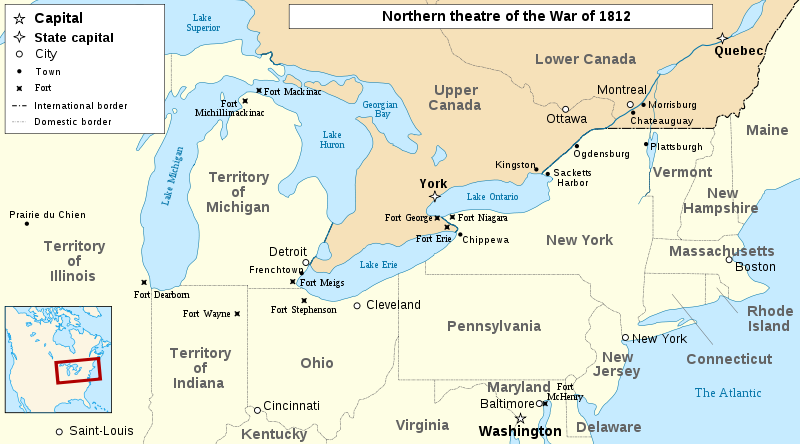 Northern theatre of the War of 1812
Capital
State capital
City
Town
Fort
International border
Domestic border
Lake
Superior
Quebec
Lower Canada
Upper
Canada
Montreal
Morrisburg
Chateauguay
Ottawa
Fort Mackinac
Fort
Michillimackinac
Georgian
Bay
Lake
Huron
Lake Michigan
Maine
Plattsburgh
Ogdensburg
Kingston
Sacketts
Harbor
Vermont
New
Hampshire
Territory
of
Michigan
York
Lake Ontario
Fort George
Fort Niagara
Fort Erie
Chippewa
New York
Massachusetts
Boston
Prairie du Chien
Territory
of
Illinois
Detroit
Frenchtown
Lake Erie
Fort Meigs
Fort Dearborn
Fort Stephenson
Cleveland
Fort Wayne
Rhode
Island
Connecticut
Pennsylvania
New York
New
Jersey
Territory
of
Indiana
Ohio
The Atlantic
Maryland
Fort
McHenry
Baltimore
Cincinnati
Saint-Louis
Kentucky
Virginia
Washington
Delaware